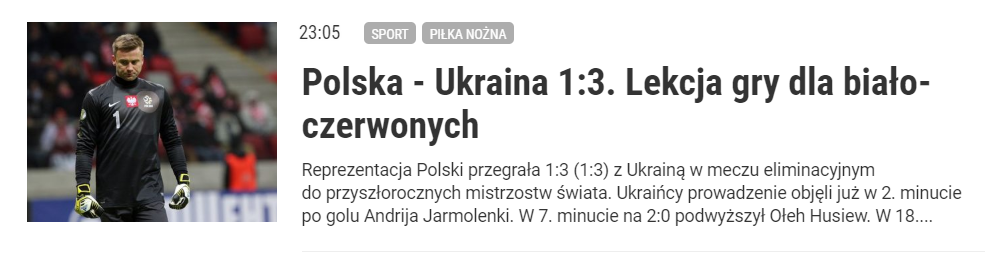 23:05 SPORT PIŁKA NOŻNA
Polska - Ukraina 1:3. Lekcja gry dla biało-
czerwonych
Reprezentacja Polski przegrała 1:3 (1:3) z Ukrainą w meczu eliminacyjnym
do przyszłorocznych mistrzostw świata. Ukraińcy prowadzenie objęli już w 2. minucie
po golu Andrija Jarmolenki. W 7. minucie na 2:0 podwyższył Ołeh Husiew. W 18....
1